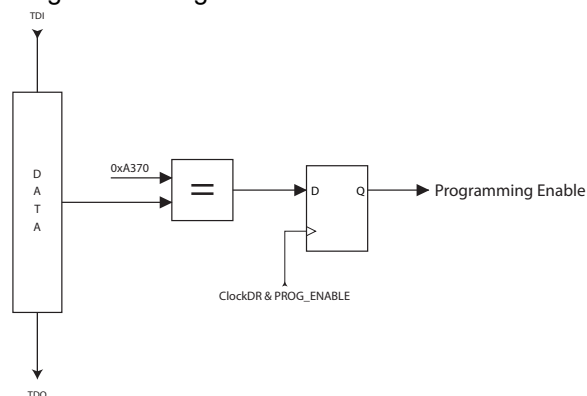 TDI
D
A
T
A
0xA370
=
D
Q
Programming Enable
ClockDR & PROG_ENABLE
TDO